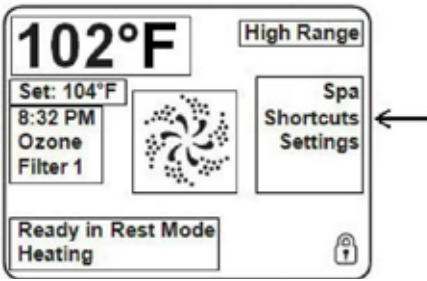 102°F
High Range
Set: 104°F
8:32 PM
Ozone
Filter 1
Spa
Shortcuts
Settings
Ready in Rest Mode
Heating